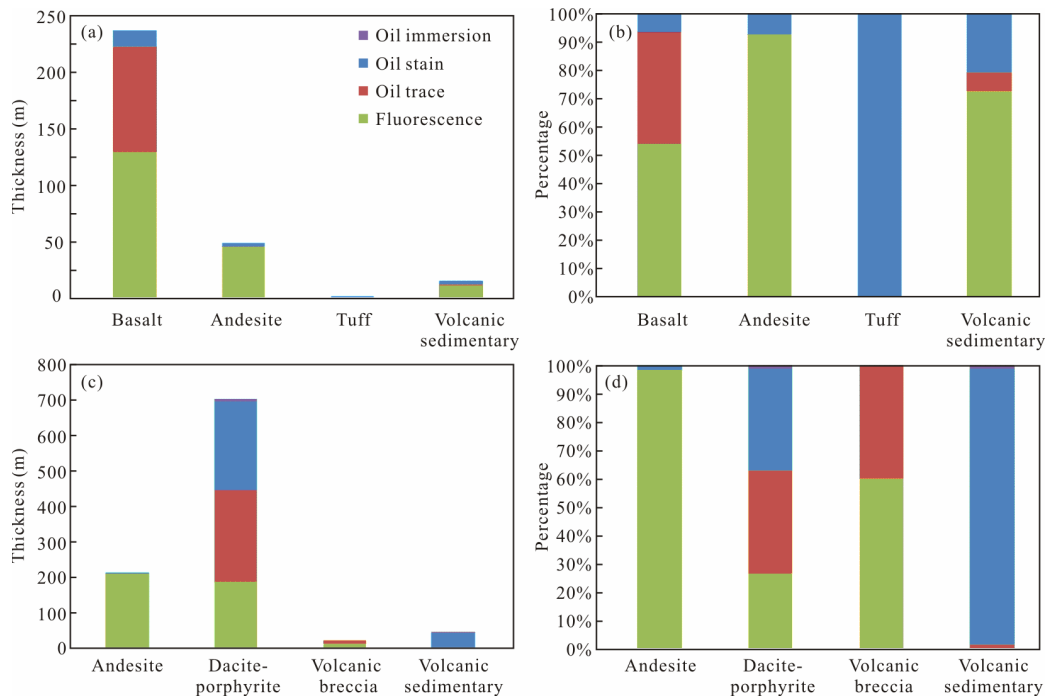 (a)
Thickness (m)
250
200
150
100
50
0
Oil immersion
Oil stain
Oil trace
Fluorescence
Basalt
Andesite
Tuff
Volcanic
sedimentary
(b)
Percentage
100%
90%
80%
70%
60%
50%
40%
30%
20%
10%
0%
Basalt
Andesite
Tuff
Volcanic
sedimentary
(c)
Thickness (m)
800
700
600
500
400
300
200
100
0
Andesite
Dacite-
porphyrite
Volcanic
breccia
Volcanic
sedimentary
(d)
Percentage
100%
90%
80%
70%
60%
50%
40%
30%
20%
10%
0%
Andesite
Dacite-
porphyrite
Volcanic
breccia
Volcanic
sedimentary